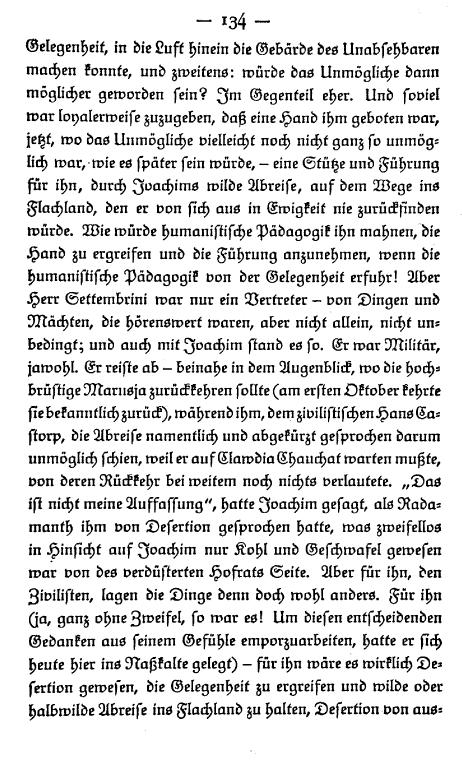 — 134 —
Gelegenheit, in die Luft hinein die Gebärde des Unabsehbaren
machen konnte, und zweitens: würde das Unmögliche dann
möglicher geworden sein? Im Gegenteil eher. Und soviel
war loyalerweise zuzugeben, daß eine Hand ihm geboten war,
jetzt, wo das Unmögliche vielleicht noch nicht ganz so unmög=
lich war, wie es später sein würde, – eine Stütze und Führung
für ihn, durch Joachims wilde Abreise, auf dem Wege ins
Flachland, den er von sich aus in Ewigkeit nie zurückfinden
würde. Wie würde humanistische Pädagogik ihn mahnen, die
Hand zu ergreifen und die Führung anzunehmen, wenn die
humanistische Pädagogik von der Gelegenheit erfuhr! Aber
Herr Settembrini war nur ein Vertreter – von Dingen und
Mächten, die hörenswert waren, aber nicht allein, nicht un=
bedingt; und auch mit Joachim stand es so. Er war Militär,
jawohl. Er reiste ab – beinahe in dem Augenblick, wo die hoch=
brüstige Marusja zurückkehren sollte (am ersten Oktober kehrte
sie bekanntlich zurück), während ihm, dem zivilistischen Hans Ca=
storp, die Abreise namentlich und abgekürzt gesprochen darum
unmöglich schien, weil er auf Clawdia Chauchat warten mußte,
von deren Rückkehr bei weitem noch nichts verlautete. „Das
ist nicht meine Auffassung“, hatte Joachim gesagt, als Rada=
manth ihm von Desertion gesprochen hatte, was zweifellos
in Hinsicht auf Joachim nur Kohl und Geschwafel gewesen
war von des verdüsterten Hofrats Seite. Aber für ihn, den
Zivilisten, lagen die Dinge denn doch wohl anders. Für ihn
(ja, ganz ohne Zweifel, so war es! Um diesen entscheidenden
Gedanken aus seinem Gefühle emporzuarbeiten, hatte er sich
heute hier ins Naßkalte gelegt) – für ihn wäre es wirklich De=
sertion gewesen, die Gelegenheit zu ergreifen und wilde oder
halbwilde Abreise ins Flachland zu halten, Desertion von aus=